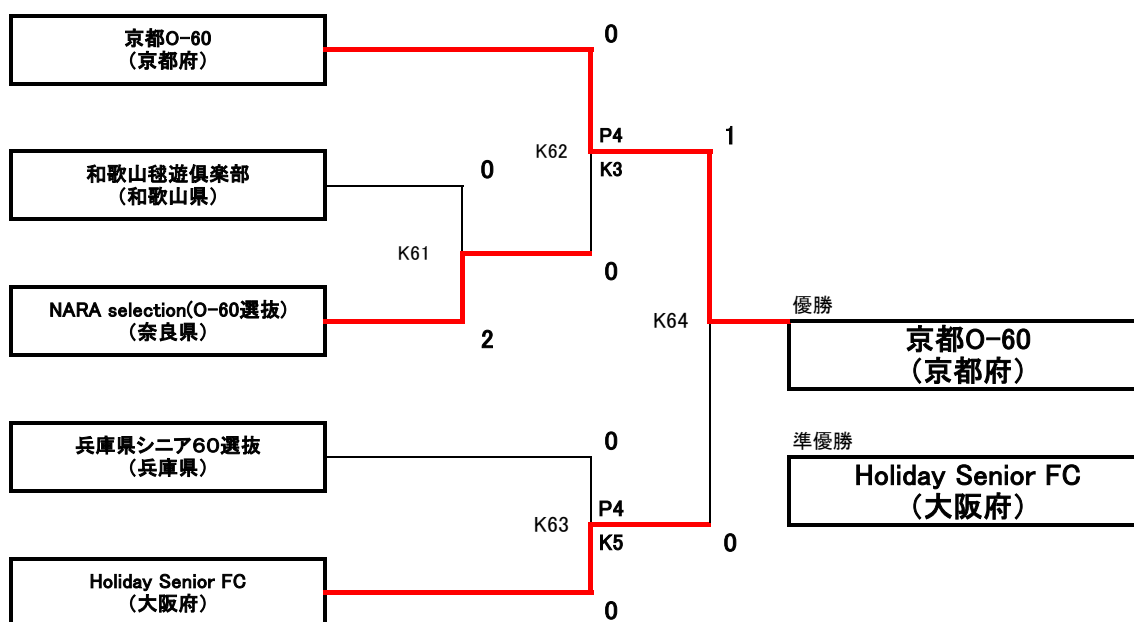 京都O-60
（京都府）
0
P4
K3
K62
1
和歌山毬遊倶楽部
（和歌山県）
0
K61
0
NARA selection(O-60選抜)
（奈良県）
2
K64
優勝
京都O-60
（京都府）
兵庫県シニア６０選抜
（兵庫県）
0
準優勝
Holiday Senior FC
（大阪府）
P4
K5
K63
0
Holiday Senior FC
（大阪府）
0